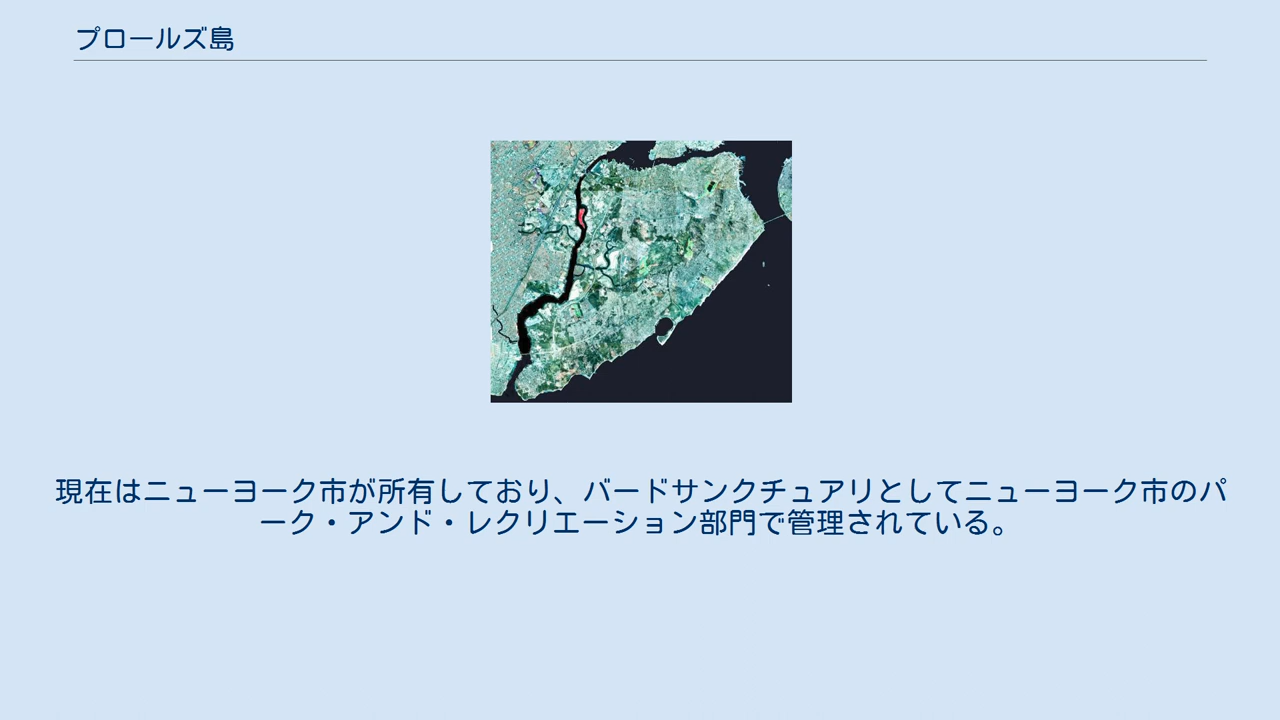 プロールズ島
現在はニューヨーク市が所有しており、バードサンクチュアリとしてニューヨーク市のパ
ーク・アンド・レクリエーション部門で管理されている。